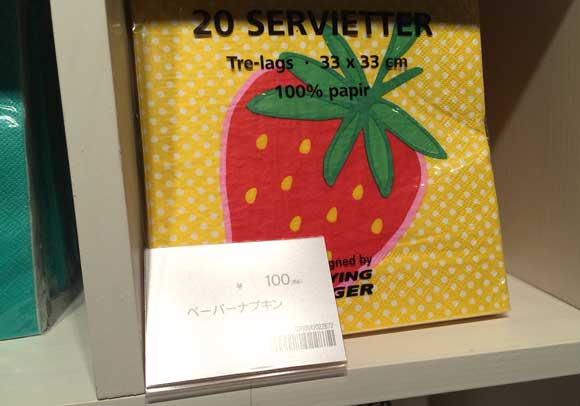 20 SERVIETTER
Tre-lags · 33 x 33 cm
100% papir
gned by
YING
GER
¥ 100
ペーパーナプキン